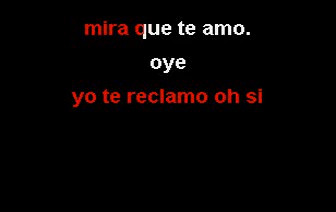 mira que te amo.
oye
yo te reclamo oh si